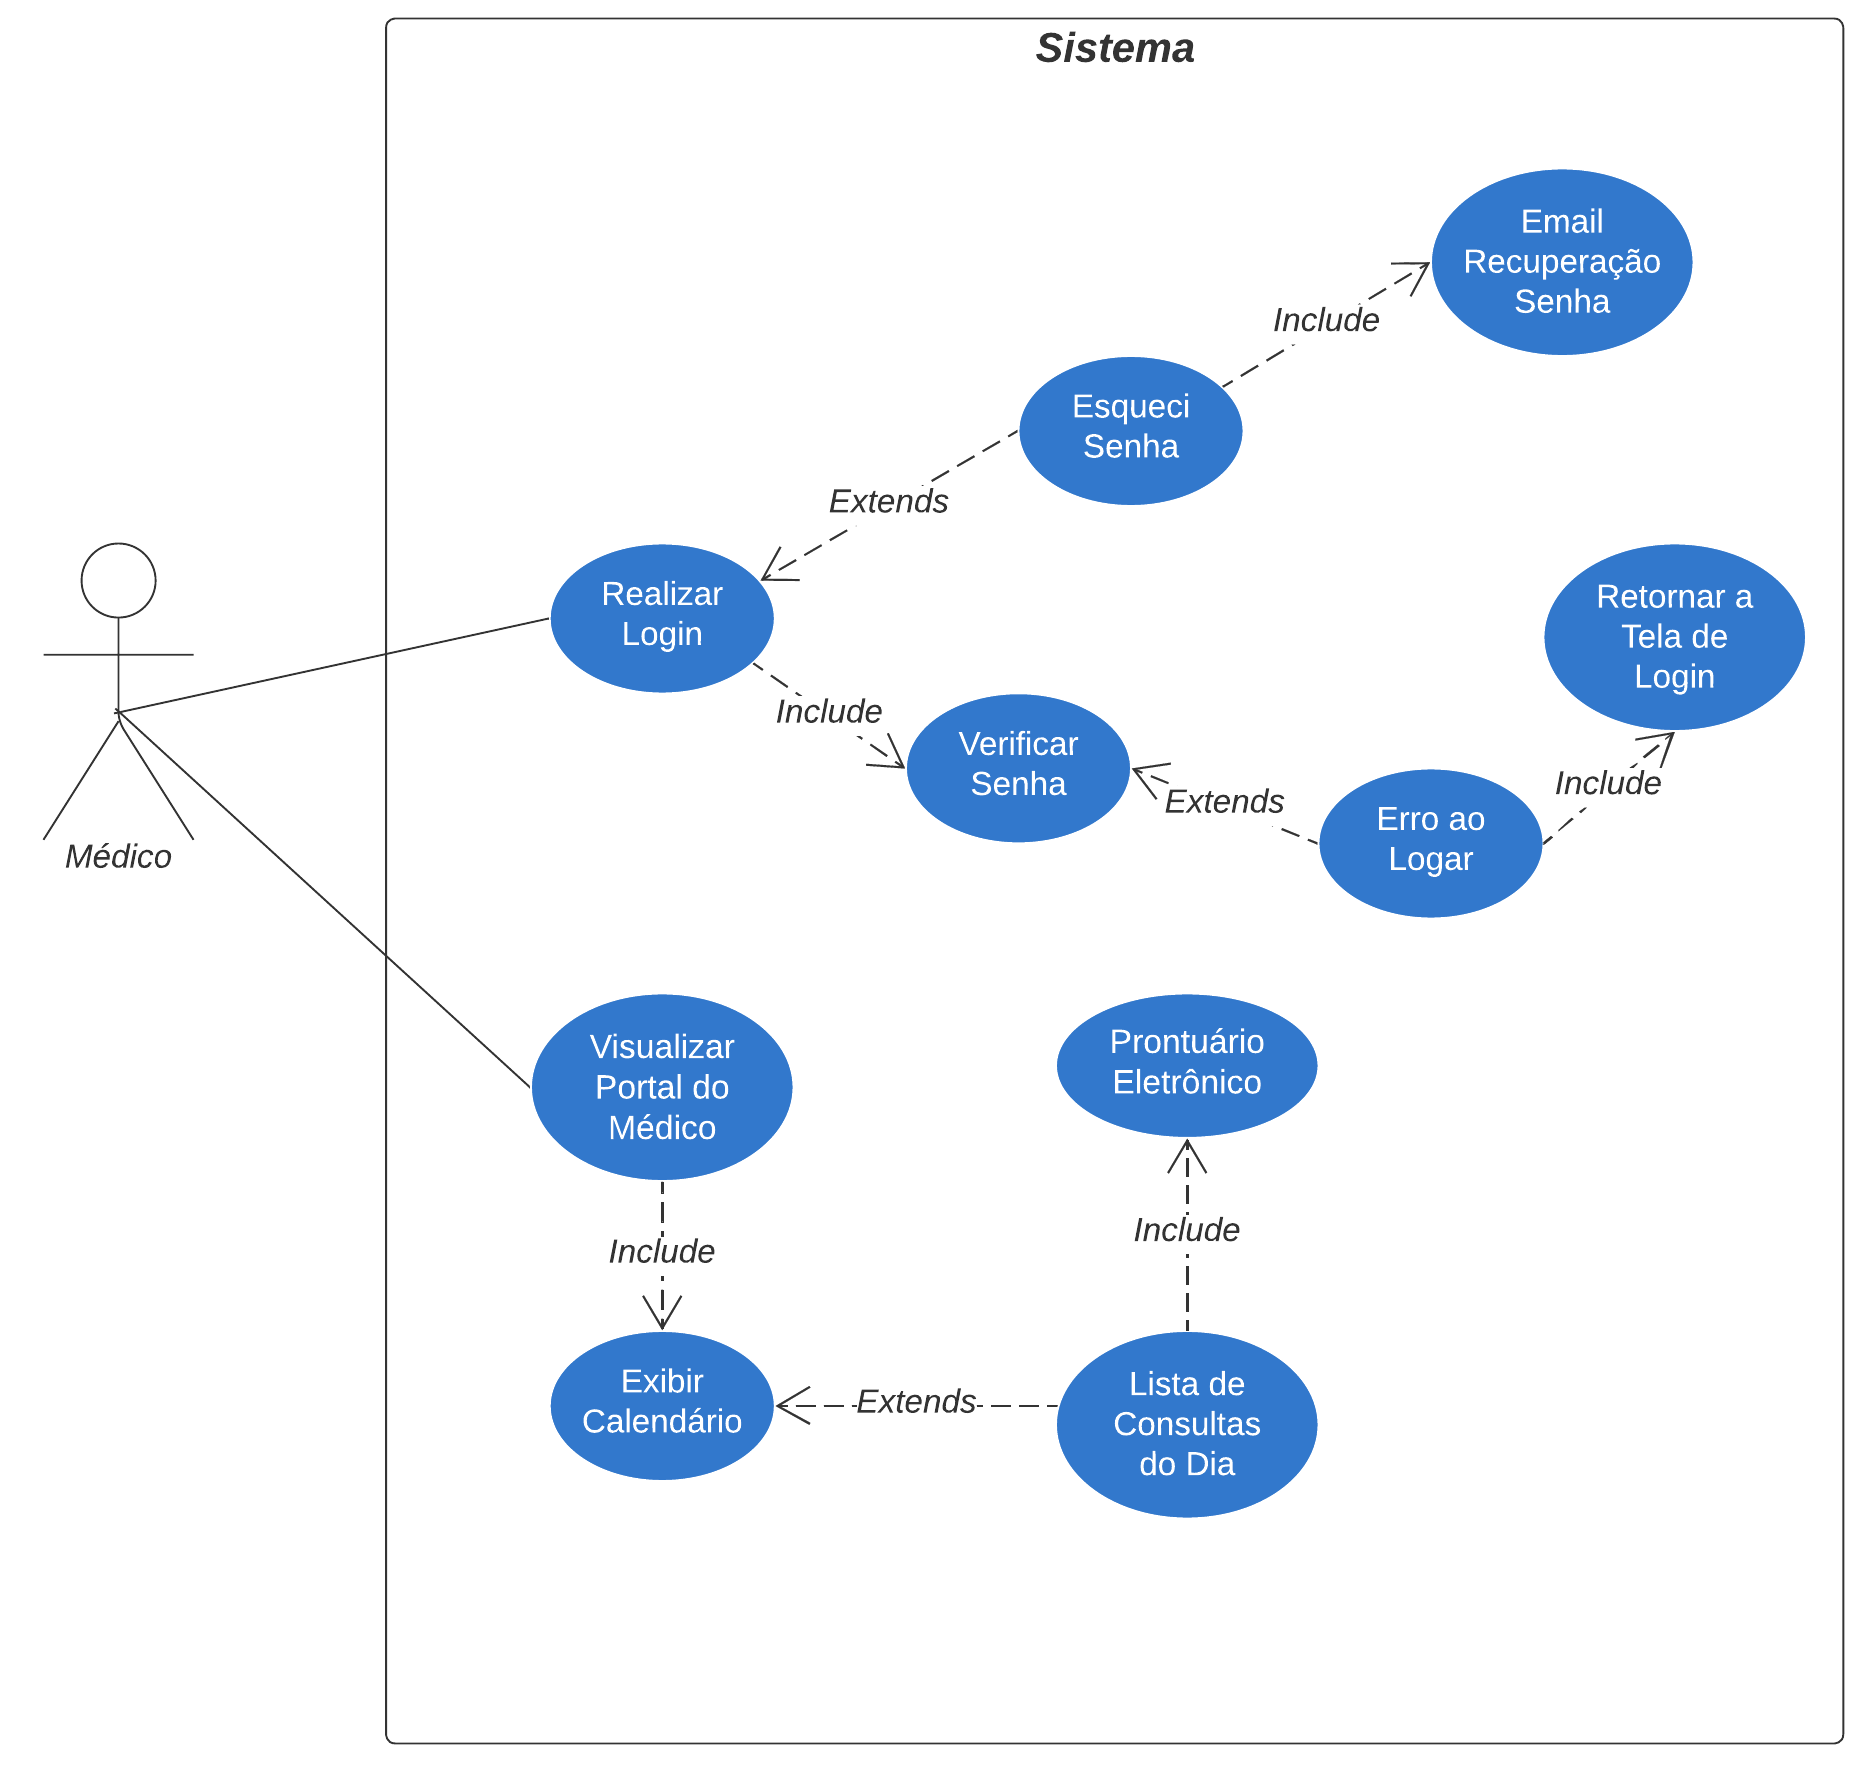 Sistema
Email
Recuperação
Senha
Include
Esqueci
Senha
Extends
Realizar
Login
Retornar a
Tela de
Login
Include
Verificar
Senha
Extends
Include
Erro ao
Logar
Médico
Visualizar
Portal do
Médico
Prontuário
Eletrônico
Include
Include
Exibir
Calendário
Extends
Lista de
Consultas
do Dia